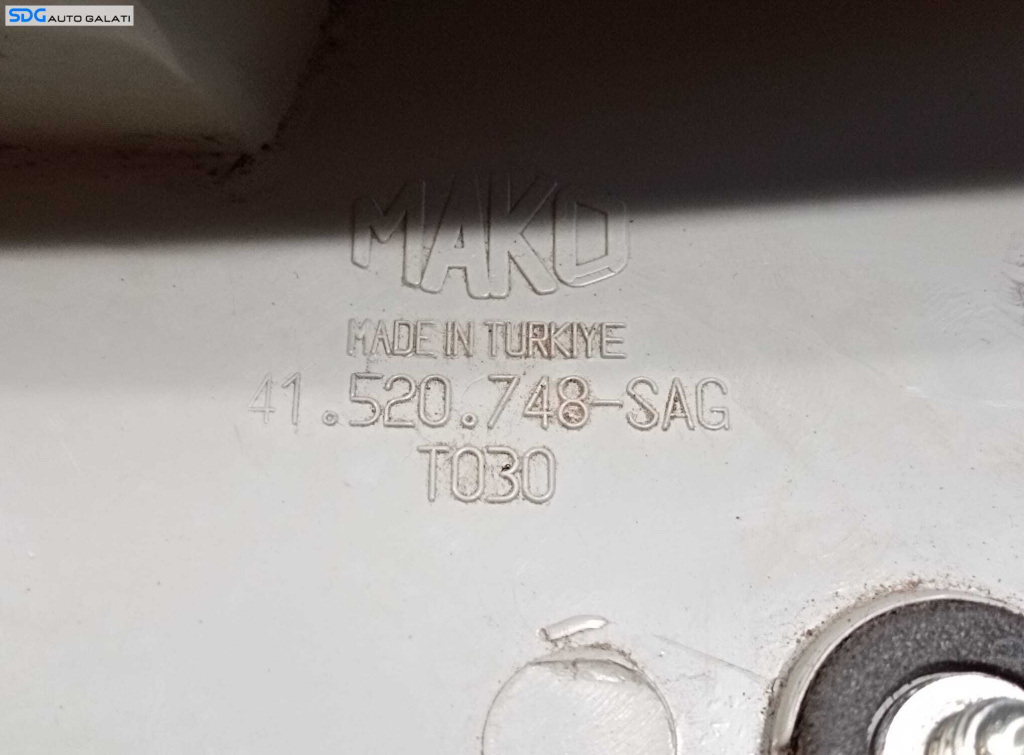 SDG AUTO GALATI
MAKO
MADE IN TURKIYE
41.520.748-SAG
T030